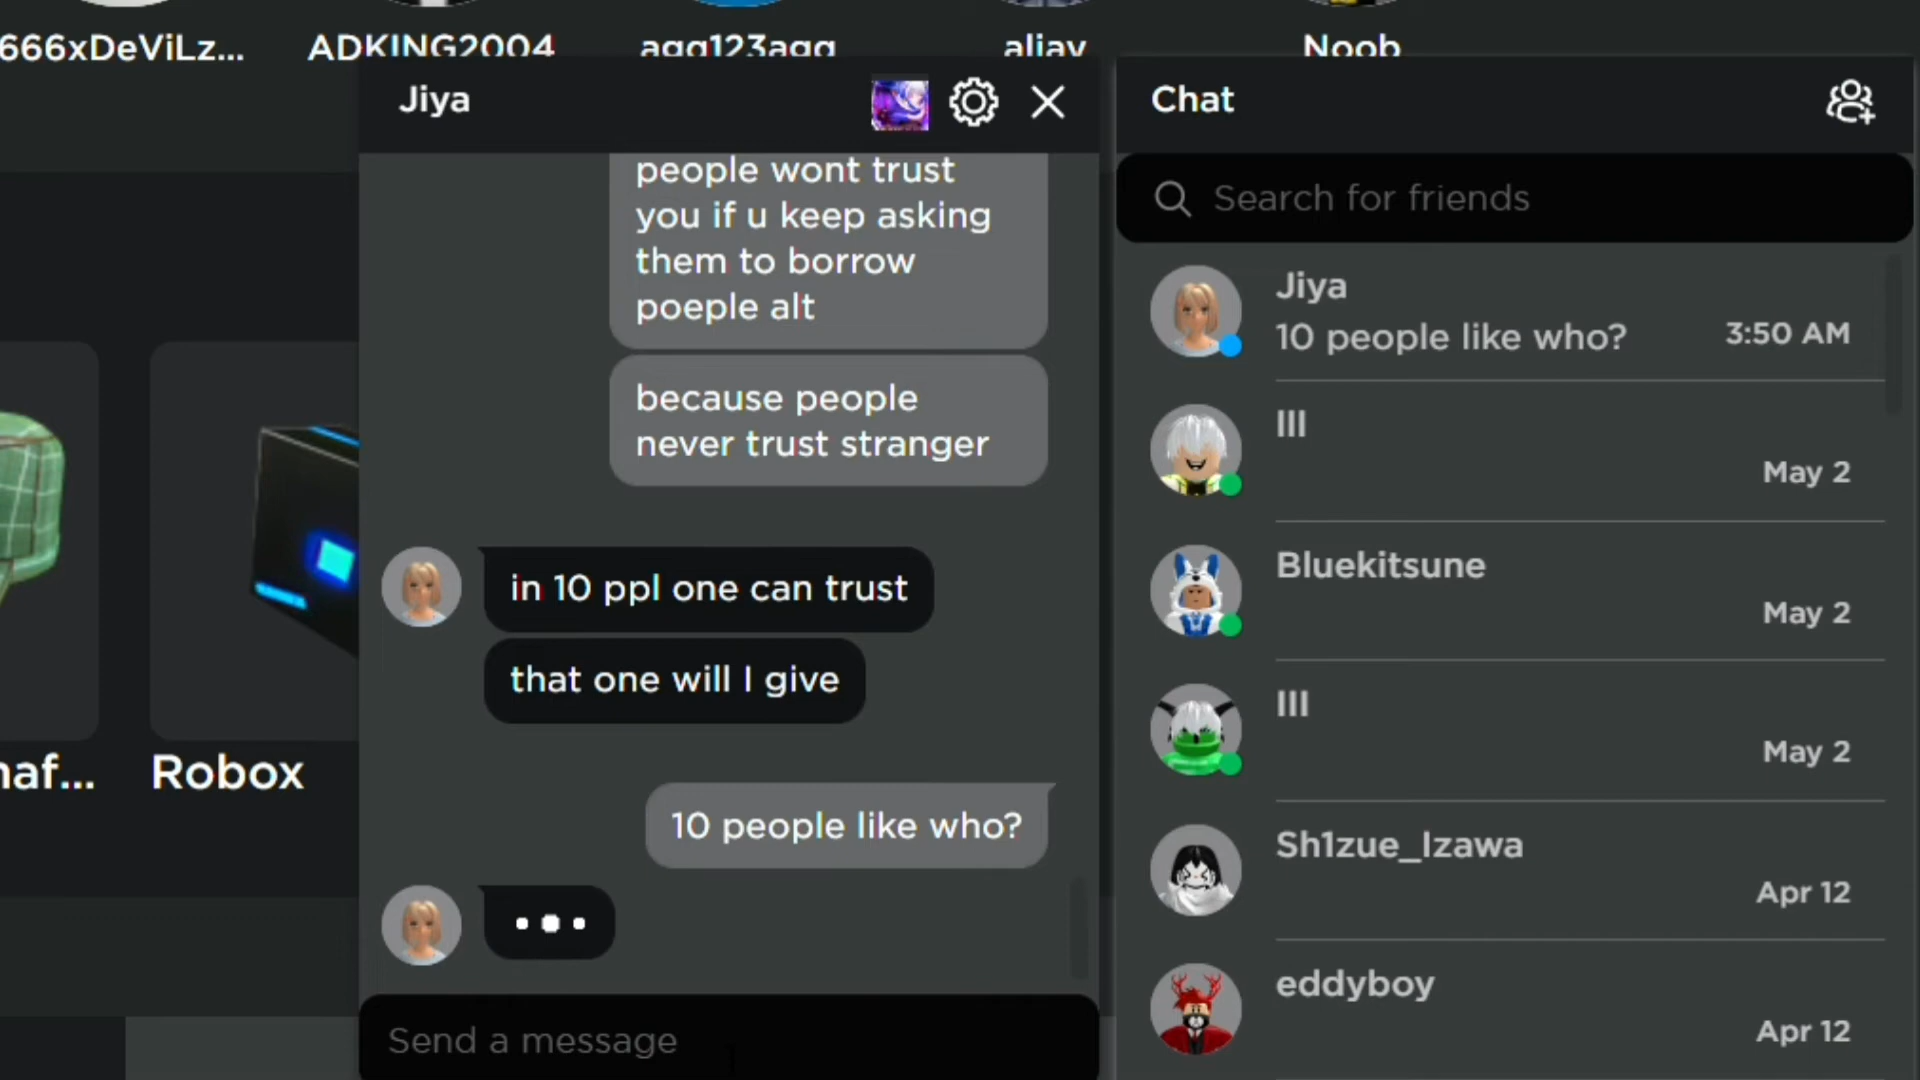 666xDeViLz...
ADKING2004
agg123agg
aliav
Noob
Jiya
people wont trust
you if u keep asking
them to borrow
poeple alt
because people
never trust stranger
in 10 ppl one can trust
that one will I give
10 people like who?
Send a message
Chat
Search for friends
Jiya
10 people like who?
3:50 AM
III
May 2
Bluekitsune
May 2
III
May 2
Sh1zue_Izawa
Apr 12
eddyboy
Apr 12
naf...
Robox